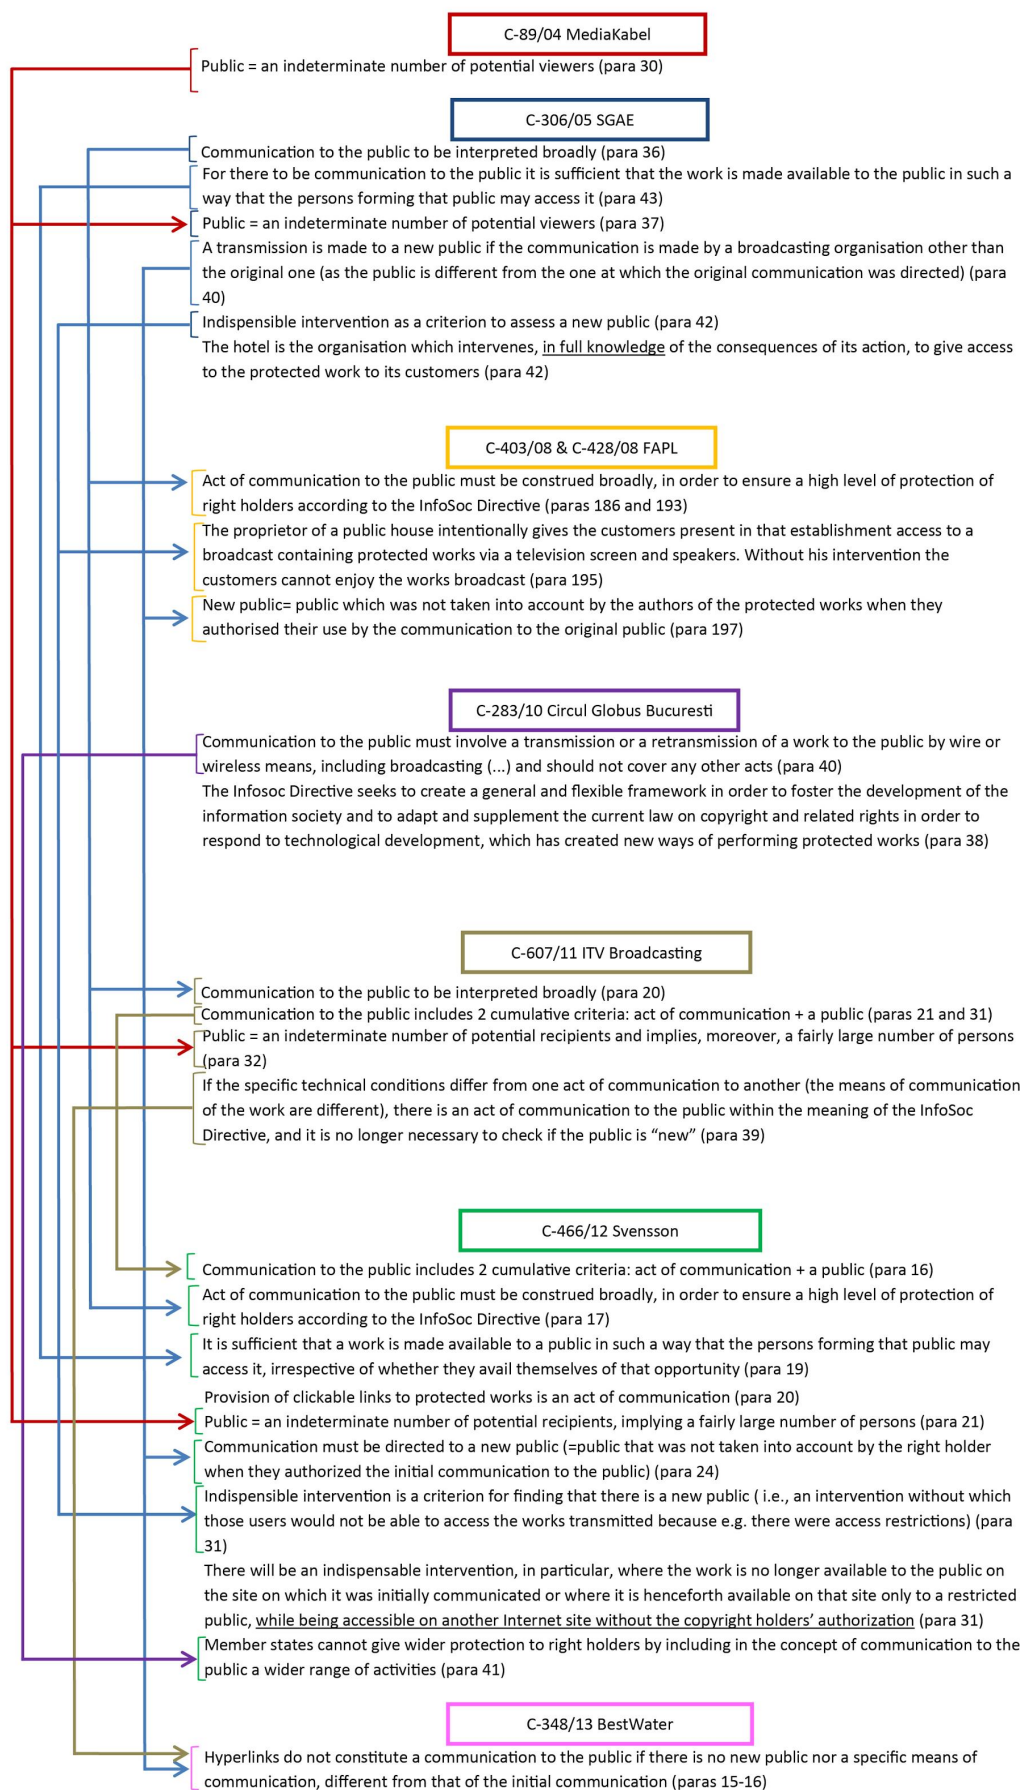 C-89/04 MediaKabel
Public = an indeterminate number of potential viewers (para 30)
C-306/05 SGAE
Communication to the public to be interpreted broadly (para 36)
For there to be communication to the public it is sufficient that the work is made available to the public in such a
way that the persons forming that public may access it (para 43)
Public = an indeterminate number of potential viewers (para 37)
A transmission is made to a new public if the communication is made by a broadcasting organisation other than
the original one (as the public is different from the one at which the original communication was directed) (para
40)
Indispensible intervention as a criterion to assess a new public (para 42)
The hotel is the organisation which intervenes, in full knowledge of the consequences of its action, to give access
to the protected work to its customers (para 42)
C-403/08 & C-428/08 FAPL
Act of communication to the public must be construed broadly, in order to ensure a high level of protection of
right holders according to the InfoSoc Directive (paras 186 and 193)
The proprietor of a public house intentionally gives the customers present in that establishment access to a
broadcast containing protected works via a television screen and speakers. Without his intervention the
customers cannot enjoy the works broadcast (para 195)
New public= public which was not taken into account by the authors of the protected works when they
authorised their use by the communication to the original public (para 197)
C-283/10 Circul Globus Bucuresti
Communication to the public must involve a transmission or a retransmission of a work to the public by wire or
wireless means, including broadcasting (...) and should not cover any other acts (para 40)
The Infosoc Directive seeks to create a general and flexible framework in order to foster the development of the
information society and to adapt and supplement the current law on copyright and related rights in order to
respond to technological development, which has created new ways of performing protected works (para 38)
C-607/11 ITV Broadcasting
Communication to the public to be interpreted broadly (para 20)
Communication to the public includes 2 cumulative criteria: act of communication + a public (paras 21 and 31)
Public = an indeterminate number of potential recipients and implies, moreover, a fairly large number of persons
(para 32)
If the specific technical conditions differ from one act of communication to another (the means of communication
of the work are different), there is an act of communication to the public within the meaning of the InfoSoc
Directive, and it is no longer necessary to check if the public is “new” (para 39)
C-466/12 Svensson
Communication to the public includes 2 cumulative criteria: act of communication + a public (para 16)
Act of communication to the public must be construed broadly, in order to ensure a high level of protection of
right holders according to the InfoSoc Directive (para 17)
It is sufficient that a work is made available to a public in such a way that the persons forming that public may
access it, irrespective of whether they avail themselves of that opportunity (para 19)
Provision of clickable links to protected works is an act of communication (para 20)
Public = an indeterminate number of potential recipients, implying a fairly large number of persons (para 21)
Communication must be directed to a new public (=public that was not taken into account by the right holder
when they authorized the initial communication to the public) (para 24)
Indispensible intervention is a criterion for finding that there is a new public ( i.e., an intervention without which
those users would not be able to access the works transmitted because e.g. there were access restrictions) (para
31)
There will be an indispensable intervention, in particular, where the work is no longer available to the public on
the site on which it was initially communicated or where it is henceforth available on that site only to a restricted
public, while being accessible on another Internet site without the copyright holders’ authorization (para 31)
Member states cannot give wider protection to right holders by including in the concept of communication to the
public a wider range of activities (para 41)
C-348/13 BestWater
Hyperlinks do not constitute a communication to the public if there is no new public nor a specific means of
communication, different from that of the initial communication (paras 15-16)